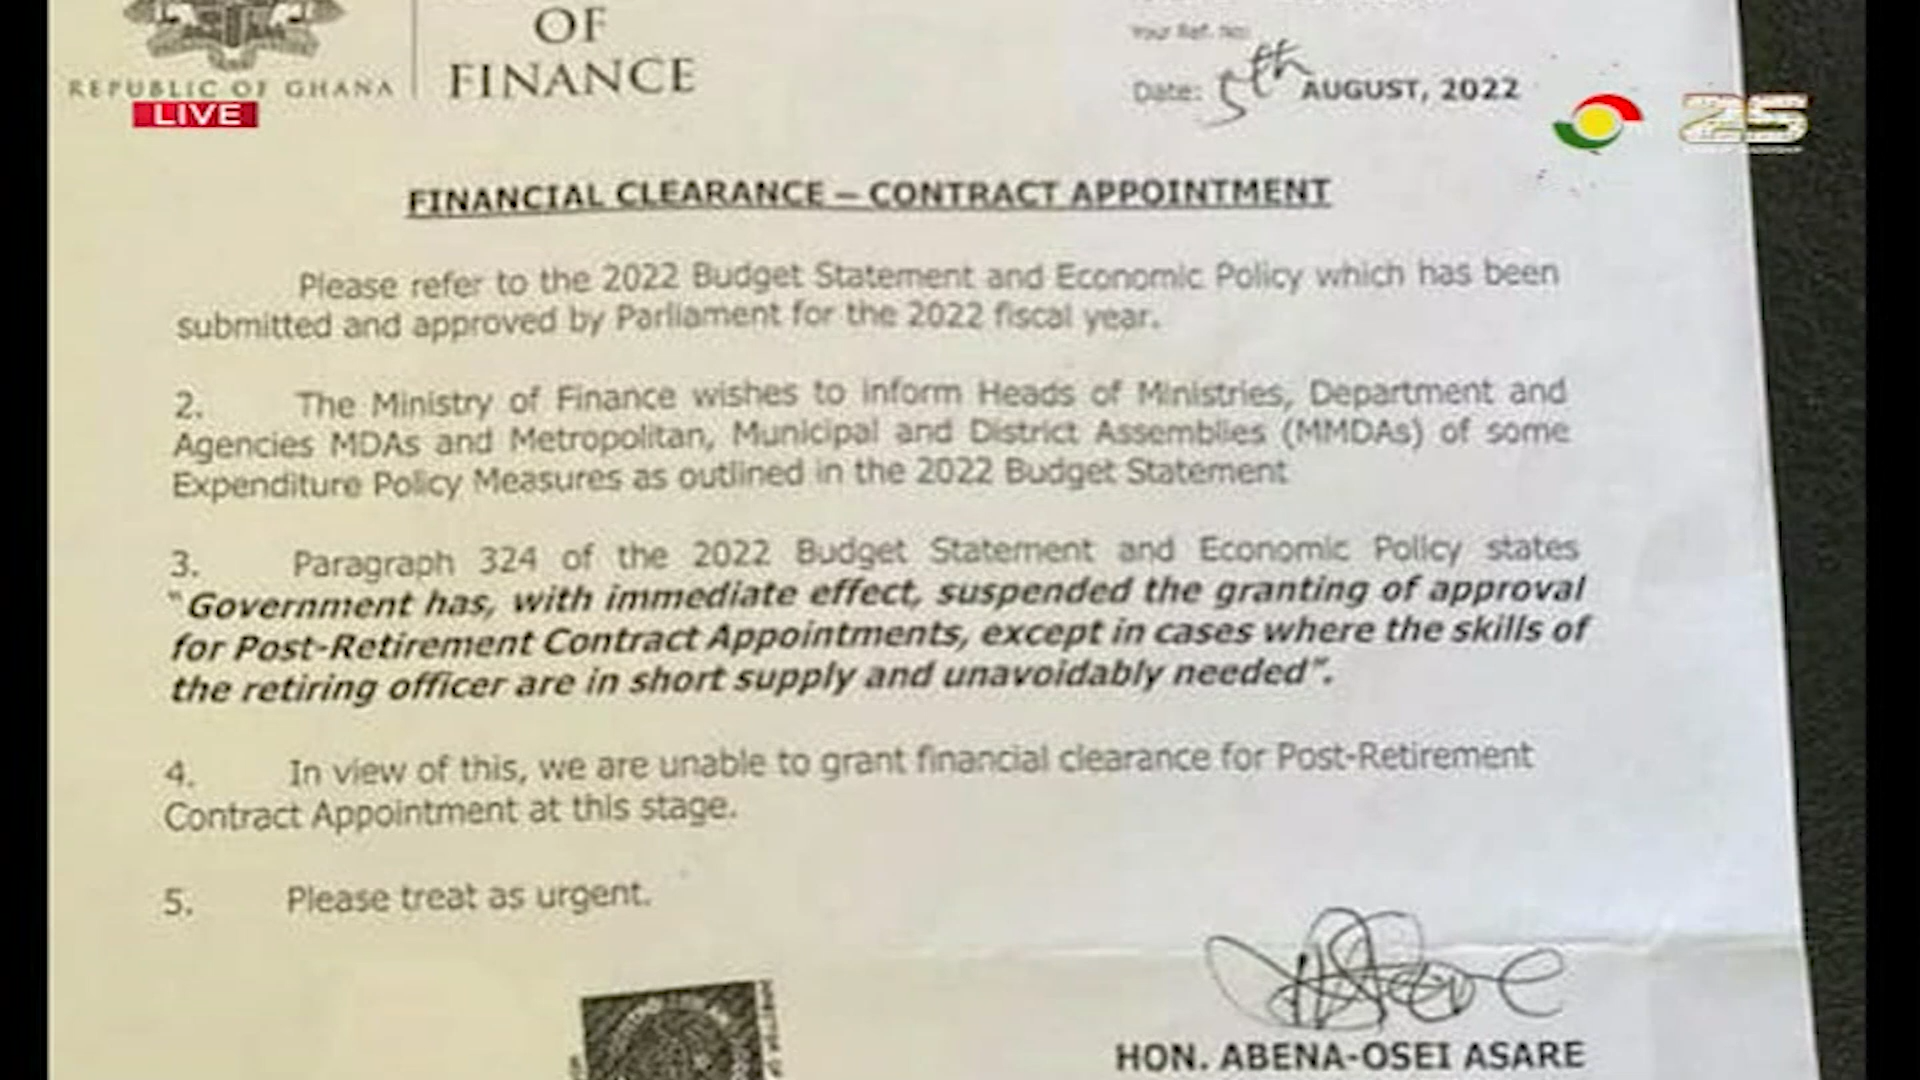 OF
FINANCE
REPUBLIC OF GHANA
LIVE
Your Ref. No:
Date: 5th AUGUST, 2022
25
FINANCIAL CLEARANCE – CONTRACT APPOINTMENT
Please refer to the 2022 Budget Statement and Economic Policy which has been
submitted and approved by Parliament for the 2022 fiscal year.
2. The Ministry of Finance wishes to inform Heads of Ministries, Department and
Agencies MDAs and Metropolitan, Municipal and District Assemblies (MMDAs) of some
Expenditure Policy Measures as outlined in the 2022 Budget Statement
3. Paragraph 324 of the 2022 Budget Statement and Economic Policy states
"Government has, with immediate effect, suspended the granting of approval
for Post-Retirement Contract Appointments, except in cases where the skills of
the retiring officer are in short supply and unavoidably needed".
4. In view of this, we are unable to grant financial clearance for Post-Retirement
Contract Appointment at this stage.
5. Please treat as urgent.
HON. ABENA-OSEI ASARE